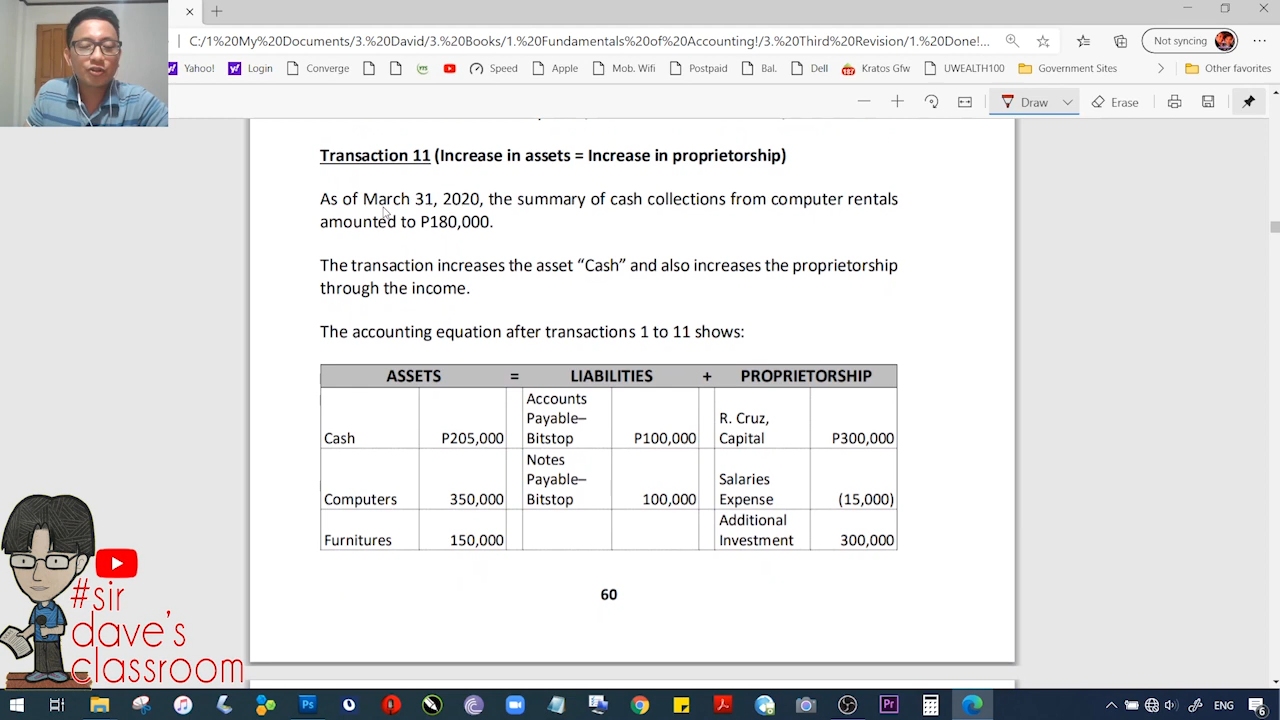 C:/1%20My%20Documents/3.%20David/3.%20Books/1.%20Fundamentals%20of%20Accounting!/3.%20Third%20Revision/1.%20Done!...
Not syncing
Yahoo!
Login
Converge
Speed
Apple
Mob. Wifi
Postpaid
Bal.
Dell
Kratos Gfw
UWEALTH100
Government Sites
Other favorites
Draw
Erase
Transaction 11 (Increase in assets = Increase in proprietorship)
As of March 31, 2020, the summary of cash collections from computer rentals
amounted to P180,000.
The transaction increases the asset “Cash” and also increases the proprietorship
through the income.
The accounting equation after transactions 1 to 11 shows:
ASSETS = LIABILITIES + PROPRIETORSHIP
Cash P205,000 Accounts Payable– Bitstop P100,000 R. Cruz, Capital P300,000
Computers 350,000 Notes Payable– Bitstop 100,000 Salaries Expense (15,000)
Furnitures 150,000 Additional Investment 300,000
60
#sir
dave's
classroom
ENG